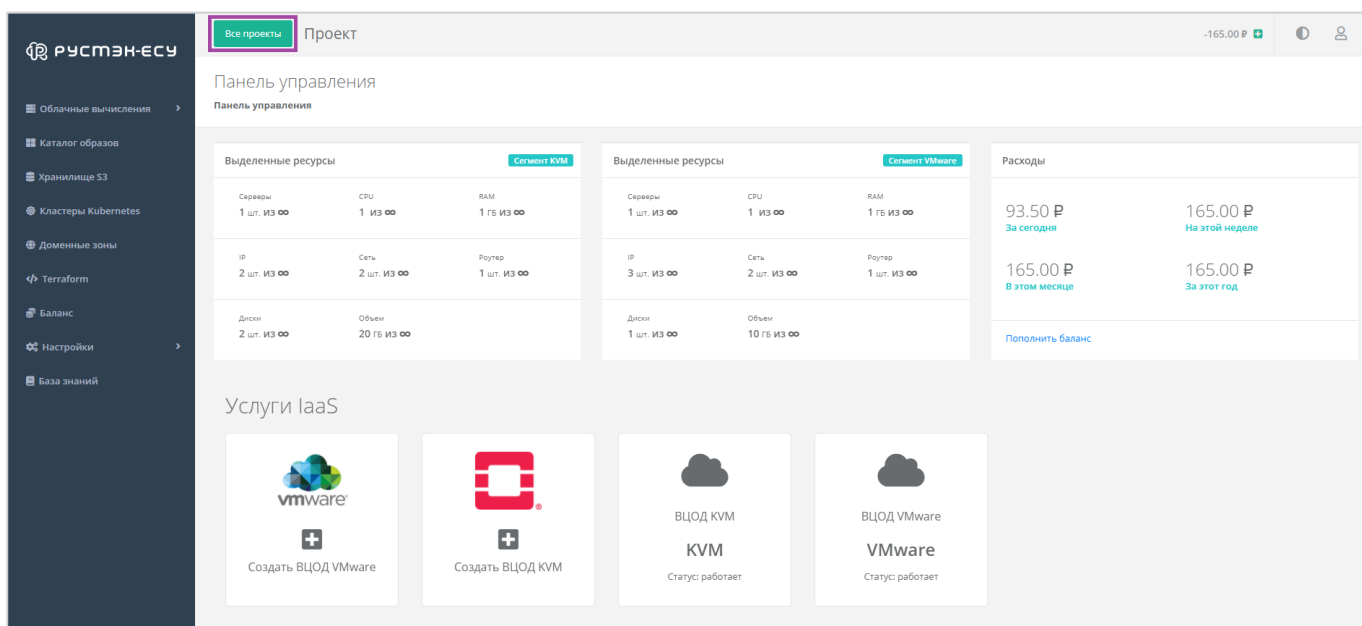 РУСТЭК-ЕСУ
Все проекты Проект -165.00 ₽
Облачные вычисления
Каталог образов
Хранилище S3
Кластеры Kubernetes
Доменные зоны
Terraform
Баланс
Настройки
База знаний
Панель управления
Панель управления
Выделенные ресурсы Сегмент KVM
Серверы CPU RAM
1 шт. из ∞ 1 из ∞ 1 ГБ из ∞
IP Сеть Роутер
2 шт. из ∞ 2 шт. из ∞ 1 шт. из ∞
Диски Объем
2 шт. из ∞ 20 ГБ из ∞
Выделенные ресурсы Сегмент VMware
Серверы CPU RAM
1 шт. из ∞ 1 из ∞ 1 ГБ из ∞
IP Сеть Роутер
3 шт. из ∞ 2 шт. из ∞ 1 шт. из ∞
Диски Объем
1 шт. из ∞ 10 ГБ из ∞
Расходы
93.50 ₽ 165.00 ₽
За сегодня На этой неделе
165.00 ₽ 165.00 ₽
В этом месяце За этот год
Пополнить баланс
Услуги IaaS
vmware
Создать ВЦОД VMware
Создать ВЦОД KVM
ВЦОД KVM
KVM
Статус: работает
ВЦОД VMware
VMware
Статус: работает